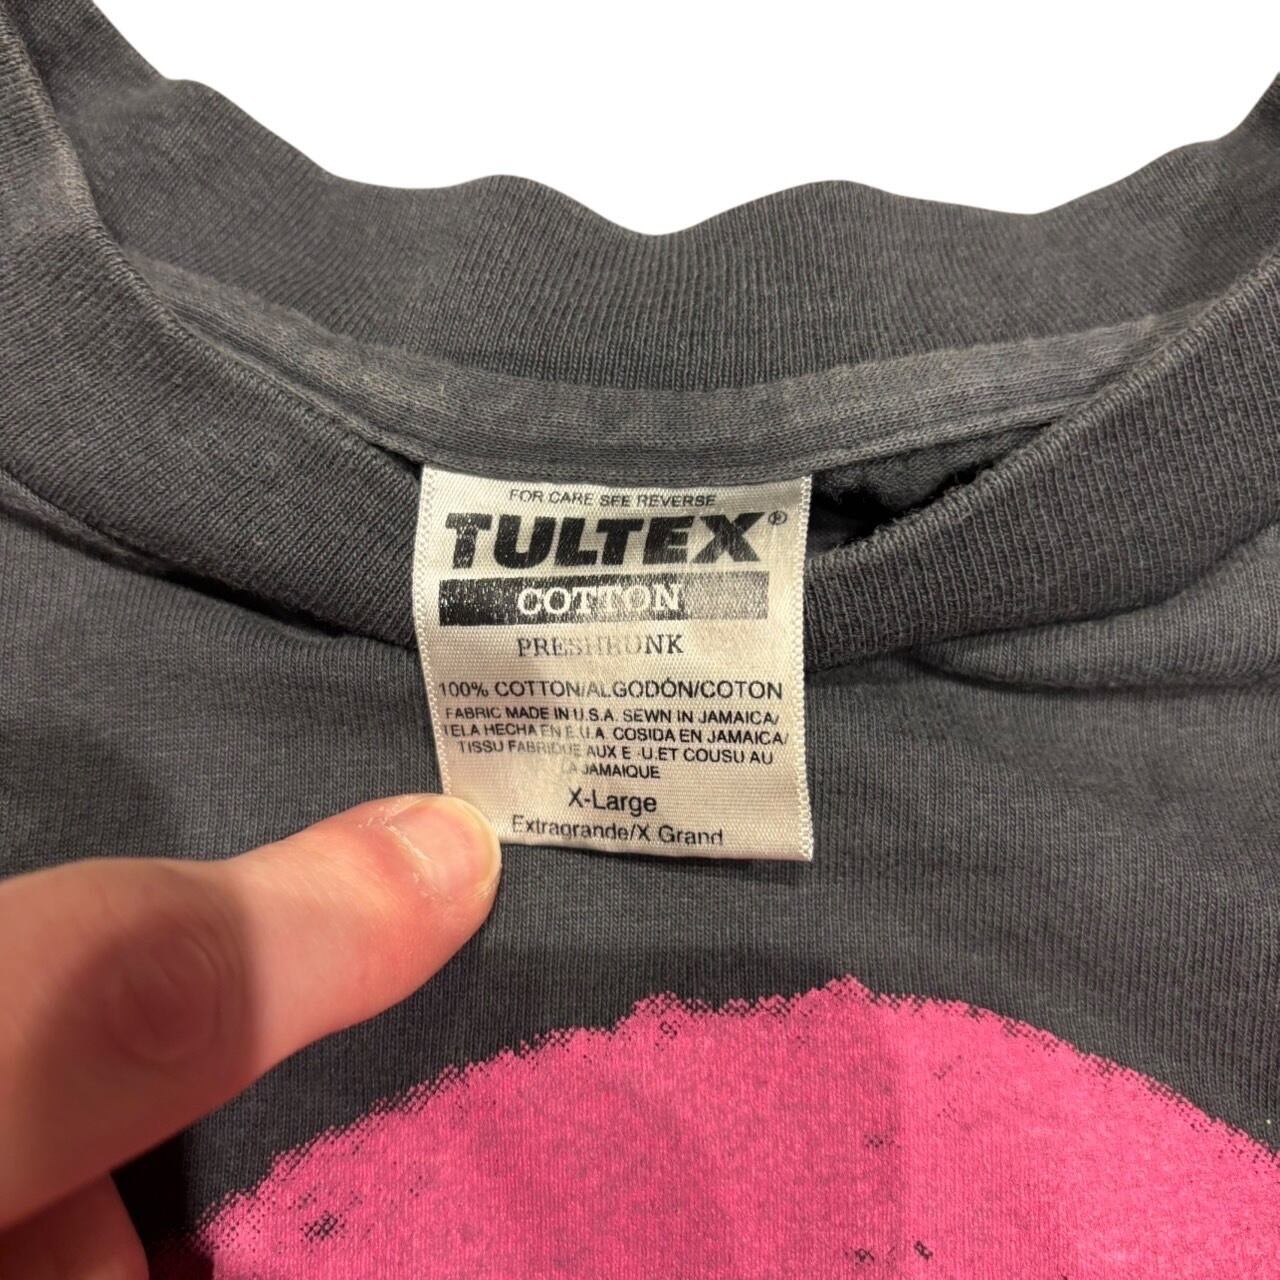 FOR CARE SEE REVERSE
TULTEX®
COTTON
PRESHRUNK
100% COTTON/ALGODÓN/COTON
FABRIC MADE IN U.S.A. SEWN IN JAMAICA/
TELA HECHA EN E.U.A. COSIDA EN JAMAICA/
TISSU FABRIQUE AUX E.-U.ET COUSU AU
LA JAMAIQUE
X-Large
Extragrande/X Grand